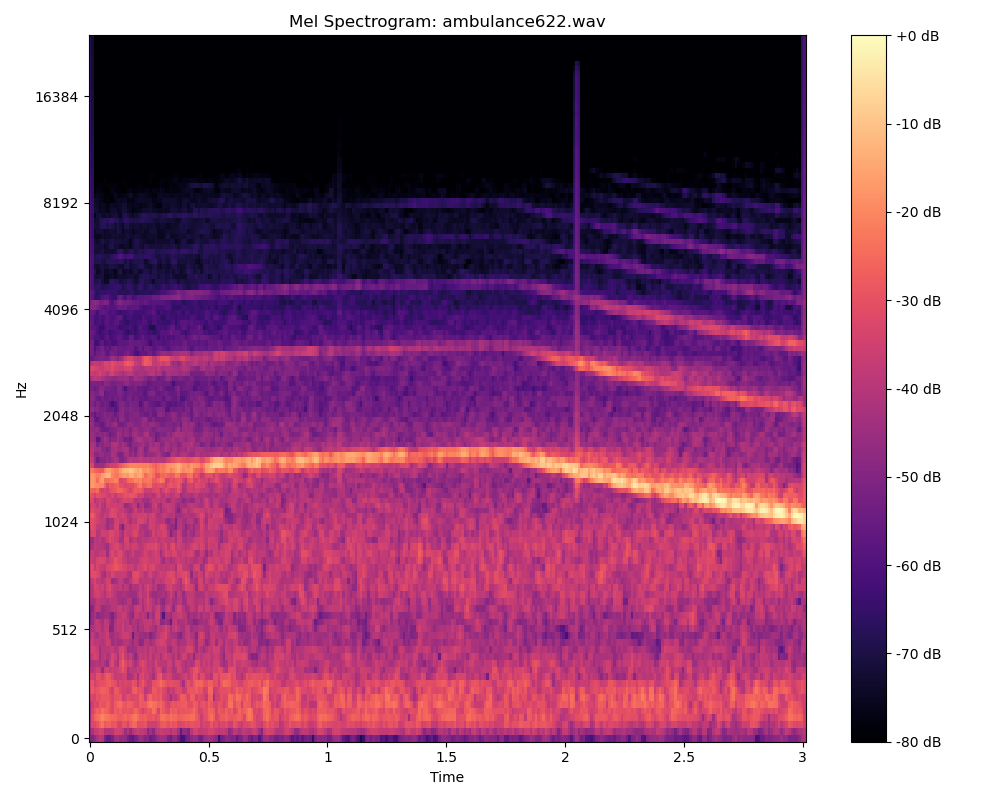 Mel Spectrogram: ambulance622.wav
Hz
16384
8192
4096
2048
1024
512
0
0 0.5 1 1.5 2 2.5 3
Time
+0 dB
-10 dB
-20 dB
-30 dB
-40 dB
-50 dB
-60 dB
-70 dB
-80 dB